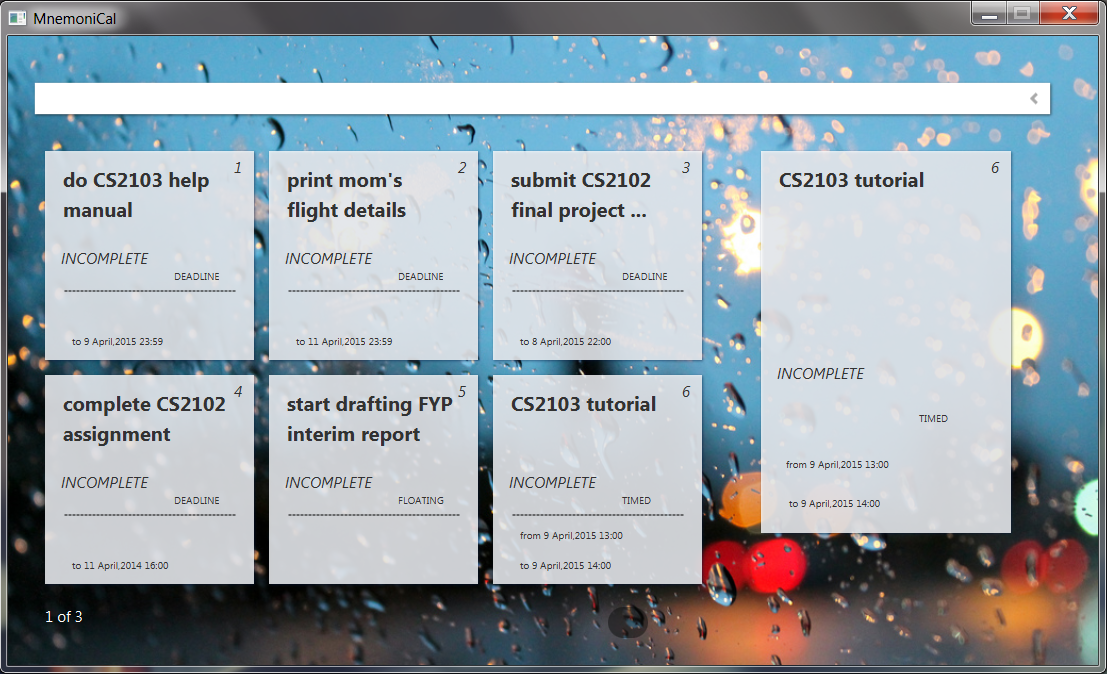 MnemoniCal
1
do CS2103 help
manual
INCOMPLETE
DEADLINE
to 9 April,2015 23:59
2
print mom's
flight details
INCOMPLETE
DEADLINE
to 11 April,2015 23:59
3
submit CS2102
final project ...
INCOMPLETE
DEADLINE
to 8 April,2015 22:00
4
complete CS2102
assignment
INCOMPLETE
DEADLINE
to 11 April,2014 16:00
5
start drafting FYP
interim report
INCOMPLETE
FLOATING
6
CS2103 tutorial
INCOMPLETE
TIMED
from 9 April,2015 13:00
to 9 April,2015 14:00
6
CS2103 tutorial
INCOMPLETE
TIMED
from 9 April,2015 13:00
to 9 April,2015 14:00
1 of 3